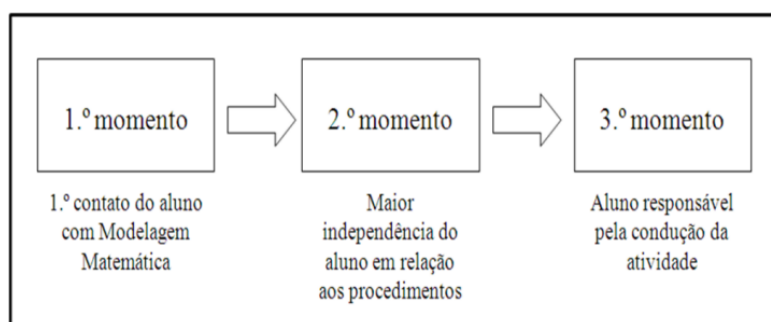 1.º momento
2.º momento
3.º momento
1.º contato do aluno
com Modelagem
Matemática
Maior
independência do
aluno em relação
aos procedimentos
Aluno responsável
pela condução da
atividade